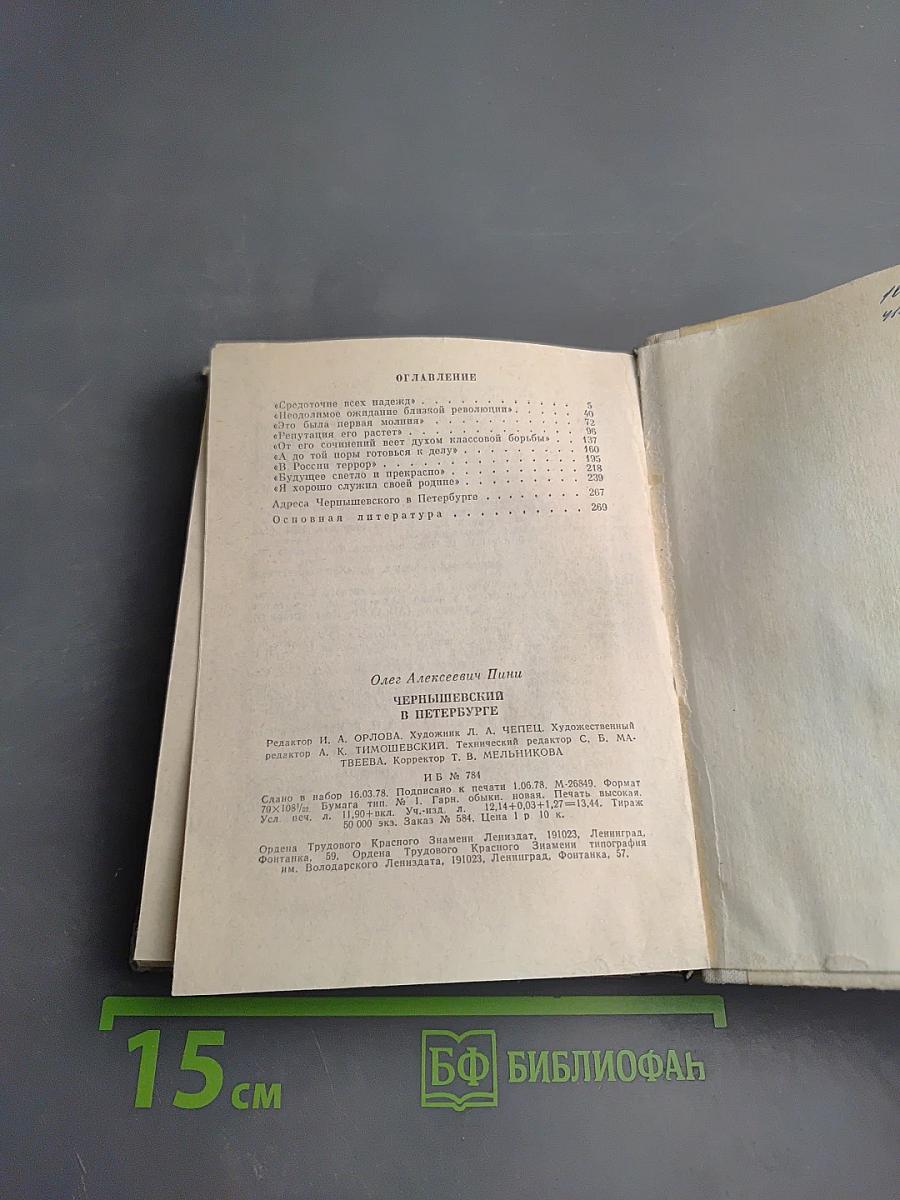 ОГЛАВЛЕНИЕ
«Средоточие всех надежд» . . . . . . . . . . . . 5
«Неодолимое ожидание близкой революции» . . . . . 40
«Это была первая молния» . . . . . . . . . . . . 72
«Репутация его растет» . . . . . . . . . . . . . 96
«От его сочинений веет духом классовой борьбы» . . 137
«А до той поры готовься к делу» . . . . . . . . . 160
«В России террор» . . . . . . . . . . . . . . . 195
«Будущее светло и прекрасно» . . . . . . . . . . 218
«Я хорошо служил своей родине» . . . . . . . . . 239
Адреса Чернышевского в Петербурге . . . . . . . . 267
Основная литература . . . . . . . . . . 269
Олег Алексеевич Пини
ЧЕРНЫШЕВСКИЙ
В ПЕТЕРБУРГЕ
Редактор И. А. ОРЛОВА. Художник Л. А. ЧЕПЕЦ. Художественный
редактор А. К. ТИМОШЕВСКИЙ. Технический редактор С. Б. МА-
ТВЕЕВА. Корректор Т. В. МЕЛЬНИКОВА
ИБ № 784
Сдано в набор 16.03.78. Подписано к печати 1.06.78. М-26849. Формат
70×108¹/₃₂ Бумага тип. № 1. Гарн. обыкн. новая. Печать высокая.
Усл. печ. л. 11,90+вкл. Уч.-изд. л. 12,14+0,03+1,27=13,44. Тираж
50 000 экз. Заказ № 584. Цена 1 р 10 к.
Ордена Трудового Красного Знамени Лениздат, 191023, Ленинград,
Фонтанка, 59. Ордена Трудового Красного Знамени типография
им. Володарского Лениздата, 191023, Ленинград, Фонтанка, 57.
15 см
БФ БИБЛИОФАҺ